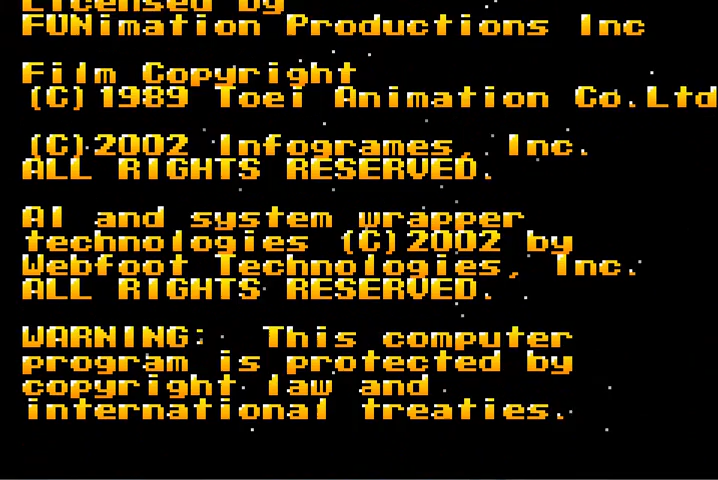 Licensed by
FUNimation Productions Inc
Film Copyright
(C)1989 Toei Animation Co.Ltd
(C)2002 Infogrames, Inc.
ALL RIGHTS RESERVED.
AI and system wrapper
technologies (C)2002 by
Webfoot Technologies, Inc.
ALL RIGHTS RESERVED.
WARNING:  This computer
program is protected by
copyright law and
international treaties.